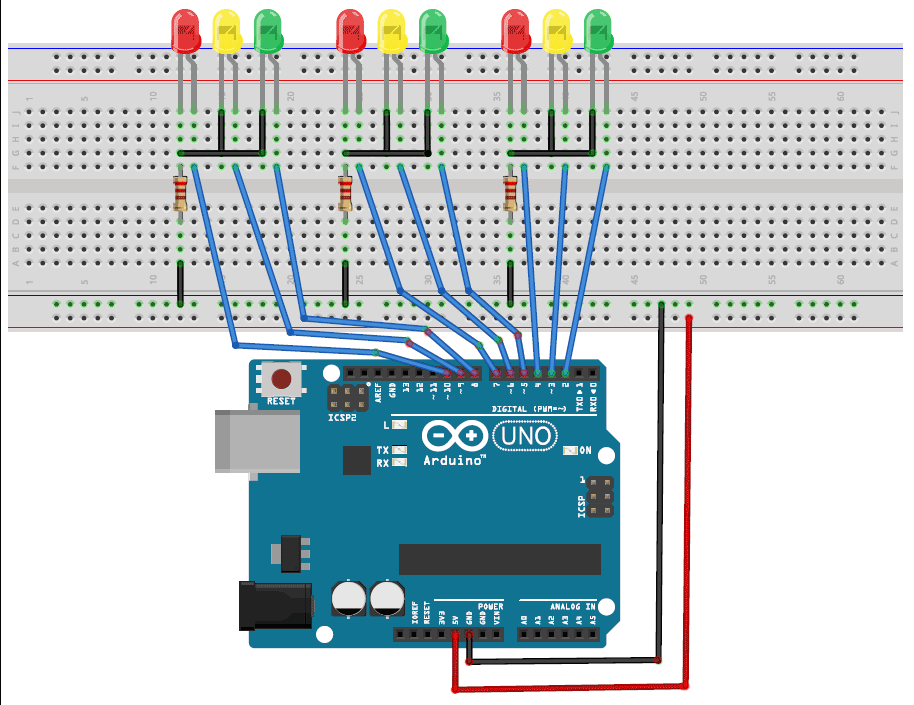 1 5 10 15 20 25 30 35 40 45 50 55 60
J
I
H
G
F
E
D
C
B
A
1 5 10 15 20 25 30 35 40 45 50 55 60
AREF
GND
13
12
~11
~10
~9
8
7
~6
~5
4
~3
2
TX0▶1
RX0◀0
RESET
ICSP2
DIGITAL (PWM=~)
L
TX
RX
UNO
ON
Arduino™
1
ICSP
POWER
ANALOG IN
IOREF
RESET
3V3
5V
GND
GND
VIN
A0
A1
A2
A3
A4
A5